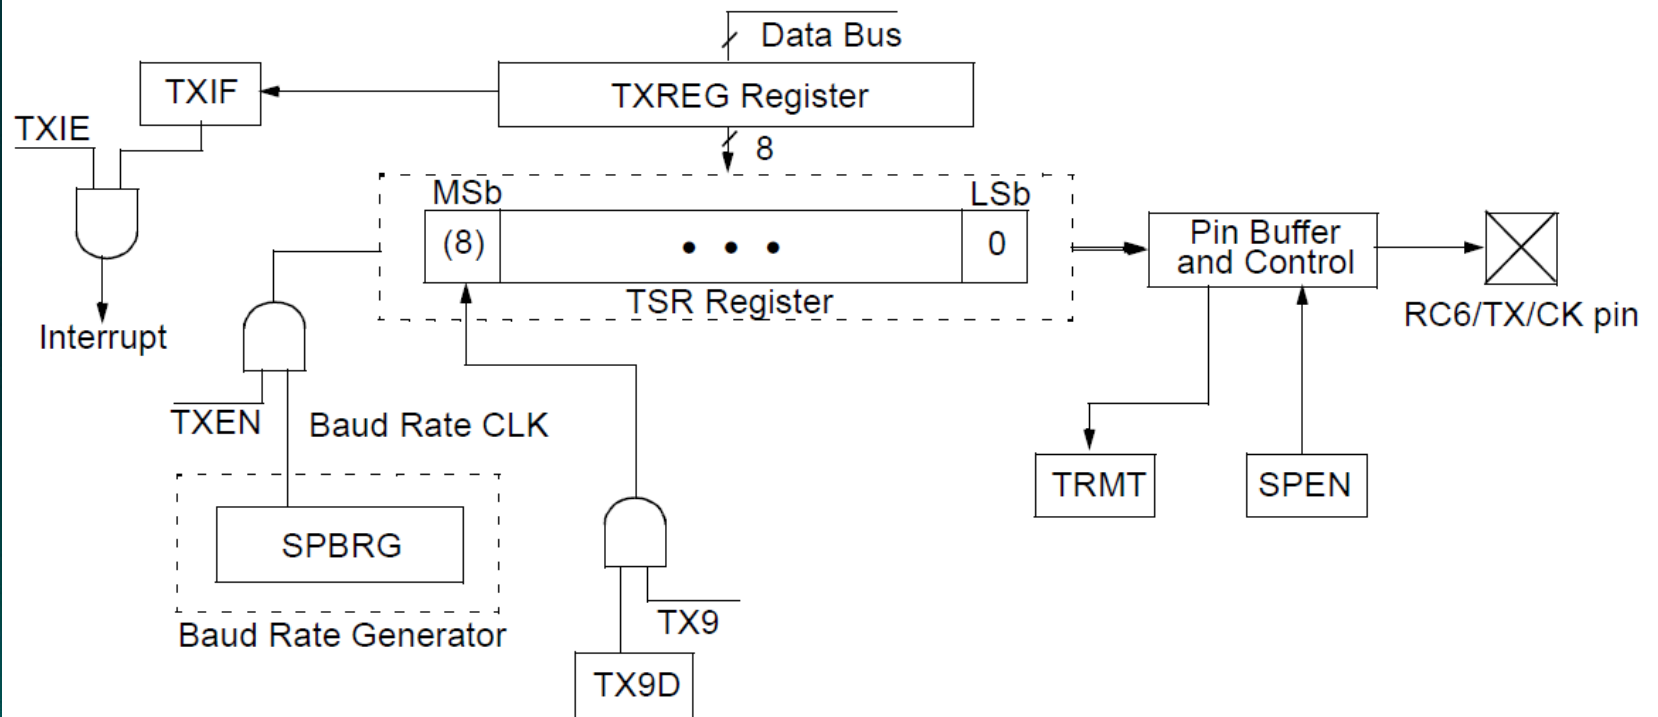 Data Bus
TXIF
TXREG Register
TXIE
8
MSb
LSb
(8)
0
Pin Buffer
and Control
TSR Register
RC6/TX/CK pin
Interrupt
TXEN
Baud Rate CLK
TRMT
SPEN
SPBRG
TX9
Baud Rate Generator
TX9D